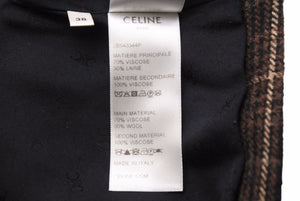 38
CELINE
PARIS
MATIERE PRINCIPALE
70% VISCOSE
30% LAINE
MATIERE SECONDAIRE
100% VISCOSE
MAIN MATERIAL
70% VISCOSE
30% WOOL
SECOND MATERIAL
100% VISCOSE
MADE IN ITALY